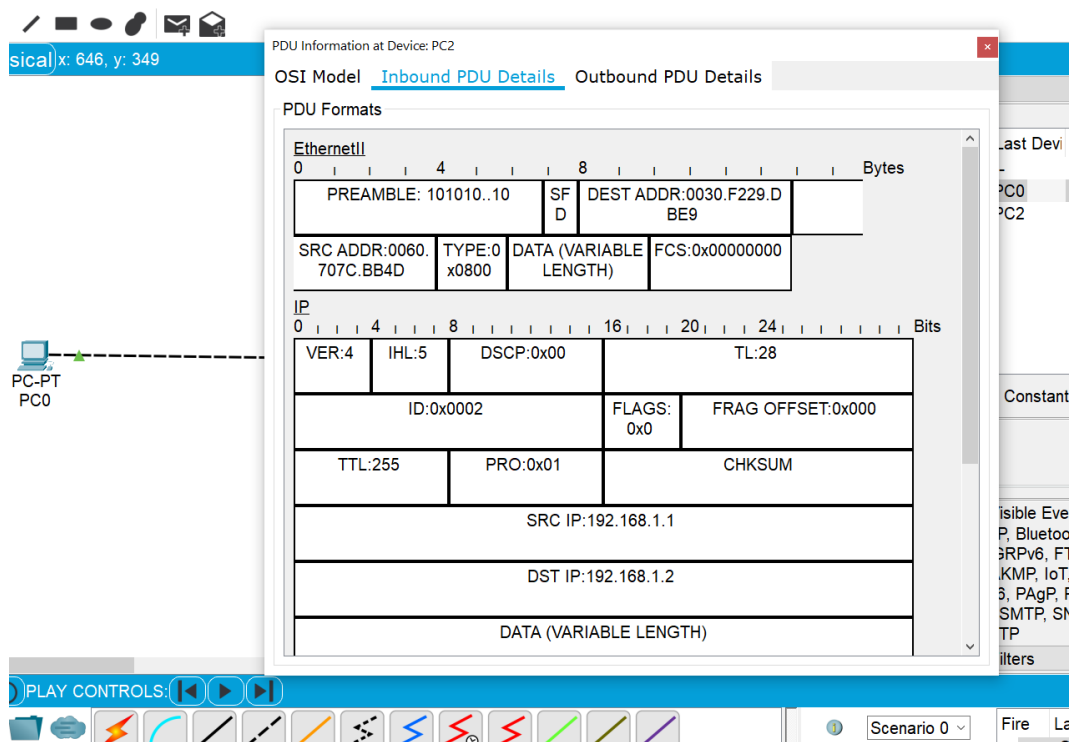 sical x: 646, y: 349
PDU Information at Device: PC2
OSI Model Inbound PDU Details Outbound PDU Details
PDU Formats
EthernetII
0 4 8 Bytes
PREAMBLE: 101010..10
SF
D
DEST ADDR:0030.F229.D
BE9
SRC ADDR:0060.
707C.BB4D
TYPE:0
x0800
DATA (VARIABLE
LENGTH)
FCS:0x00000000
IP
0 4 8 16 20 24 Bits
VER:4 IHL:5 DSCP:0x00 TL:28
ID:0x0002
FLAGS:
0x0
FRAG OFFSET:0x000
TTL:255 PRO:0x01 CHKSUM
SRC IP:192.168.1.1
DST IP:192.168.1.2
DATA (VARIABLE LENGTH)
PC-PT
PC0
Last Devi
--
PC0
PC2
Constant
isible Eve
P, Bluetoo
GRPv6, FT
KMP, IoT,
6, PAgP, P
SMTP, SN
TP
ilters
PLAY CONTROLS:
Scenario 0
Fire La